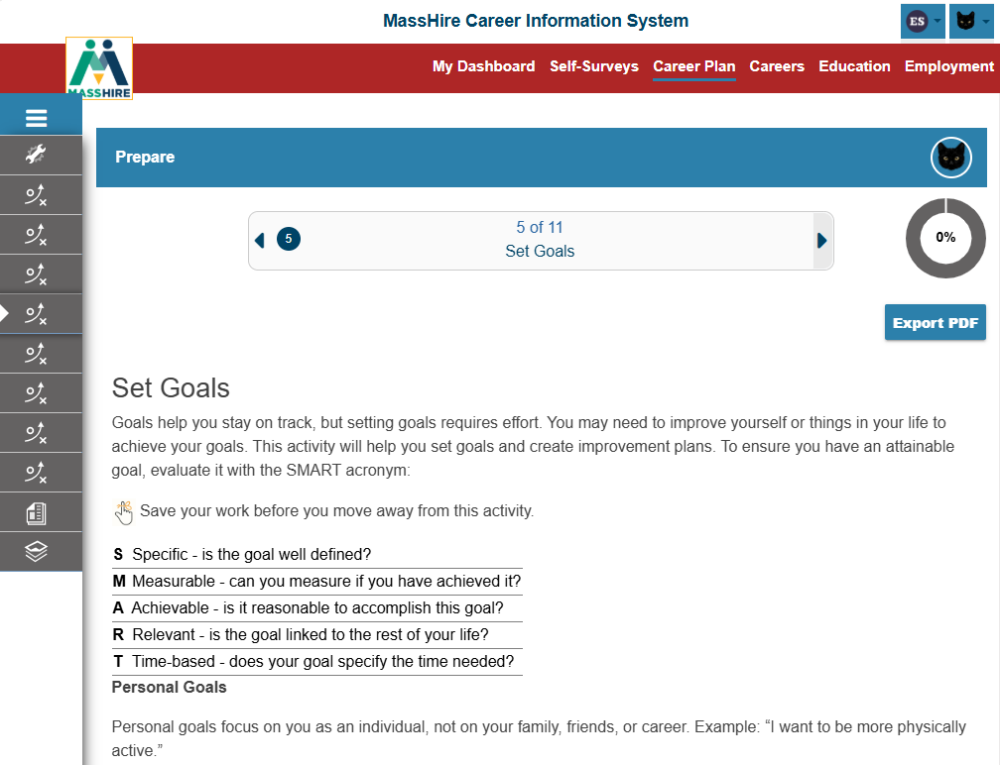 MassHire Career Information System
ES
MASSHIRE
My Dashboard Self-Surveys Career Plan Careers Education Employment
Prepare
5
5 of 11
Set Goals
0%
Export PDF
Set Goals
Goals help you stay on track, but setting goals requires effort. You may need to improve yourself or things in your life to
achieve your goals. This activity will help you set goals and create improvement plans. To ensure you have an attainable
goal, evaluate it with the SMART acronym:
Save your work before you move away from this activity.
S Specific - is the goal well defined?
M Measurable - can you measure if you have achieved it?
A Achievable - is it reasonable to accomplish this goal?
R Relevant - is the goal linked to the rest of your life?
T Time-based - does your goal specify the time needed?
Personal Goals
Personal goals focus on you as an individual, not on your family, friends, or career. Example: “I want to be more physically
active.”